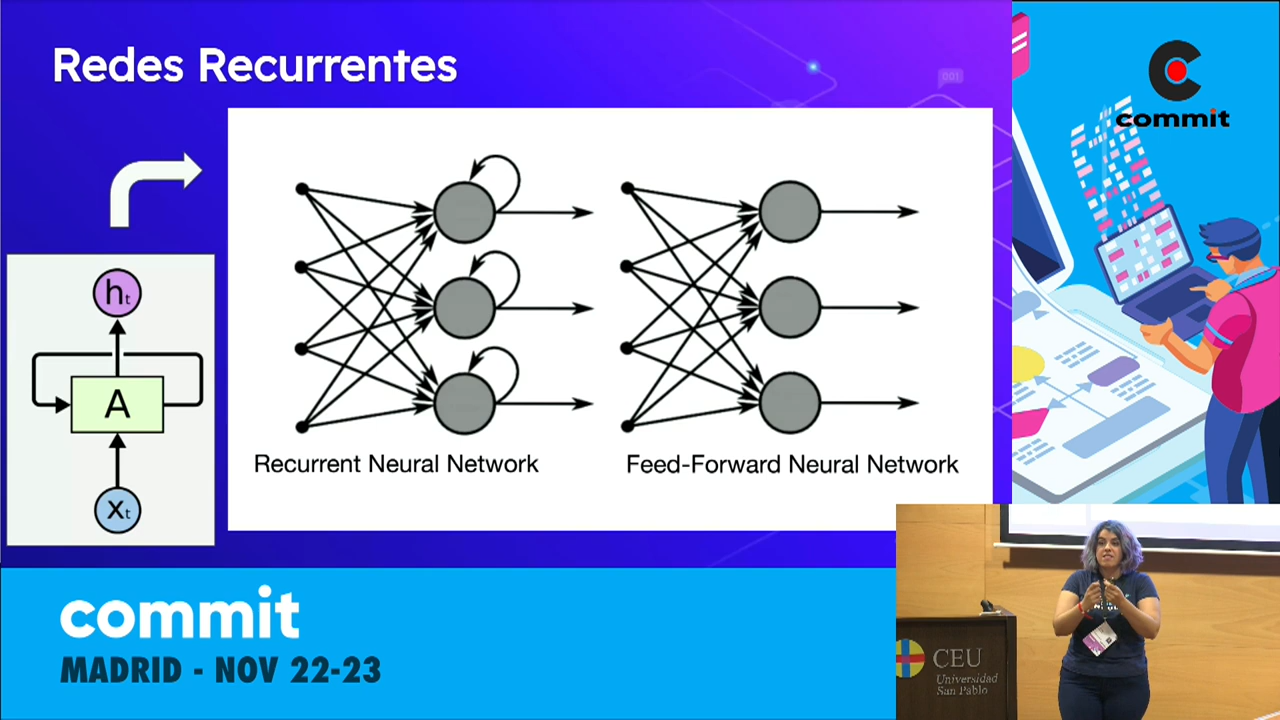 Redes Recurrentes
001
commit
ht
A
xt
Recurrent Neural Network
Feed-Forward Neural Network
commit
MADRID - NOV 22-23
CEU
Universidad
San Pablo